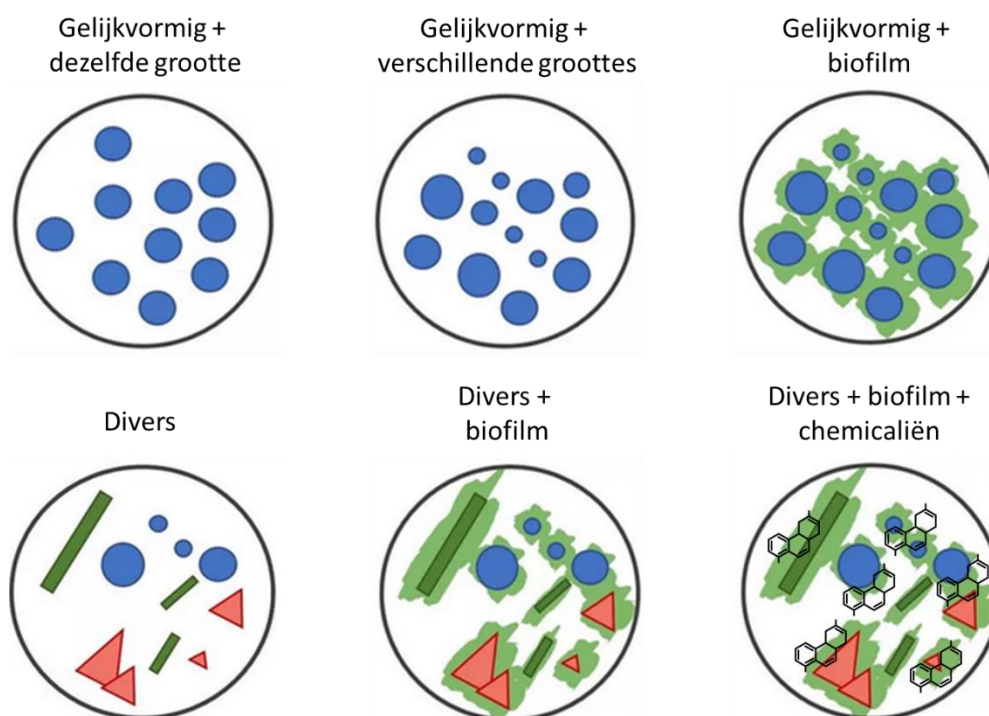 Gelijkvormig +
dezelfde grootte
Gelijkvormig +
verschillende groottes
Gelijkvormig +
biofilm
Divers
Divers +
biofilm
Divers + biofilm +
chemicaliën